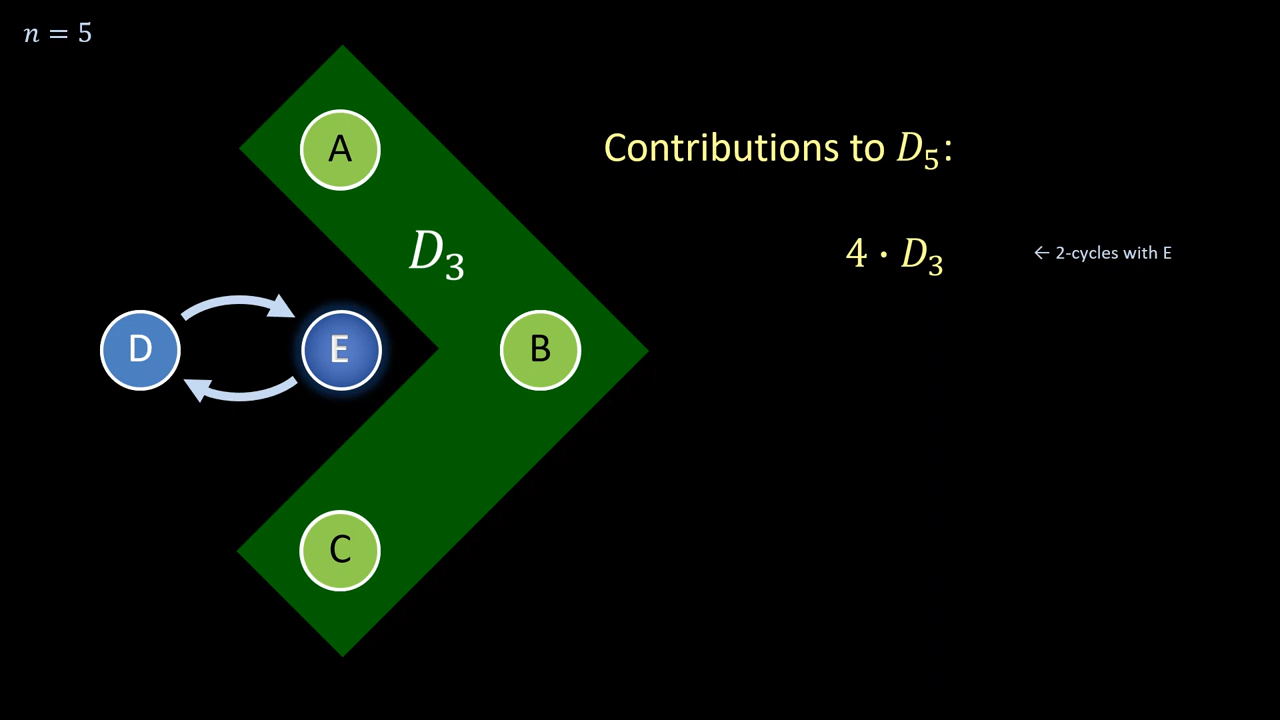 n = 5
A
Contributions to D₅:
D₃
4 · D₃
← 2-cycles with E
D
E
B
C